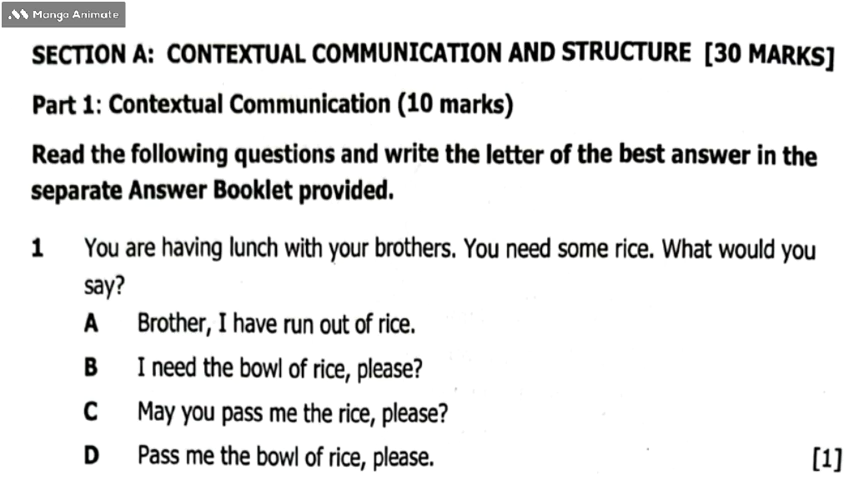 Manga Animate
SECTION A: CONTEXTUAL COMMUNICATION AND STRUCTURE [30 MARKS]
Part 1: Contextual Communication (10 marks)
Read the following questions and write the letter of the best answer in the
separate Answer Booklet provided.
1 You are having lunch with your brothers. You need some rice. What would you
say?
A Brother, I have run out of rice.
B I need the bowl of rice, please?
C May you pass me the rice, please?
D Pass me the bowl of rice, please. [1]